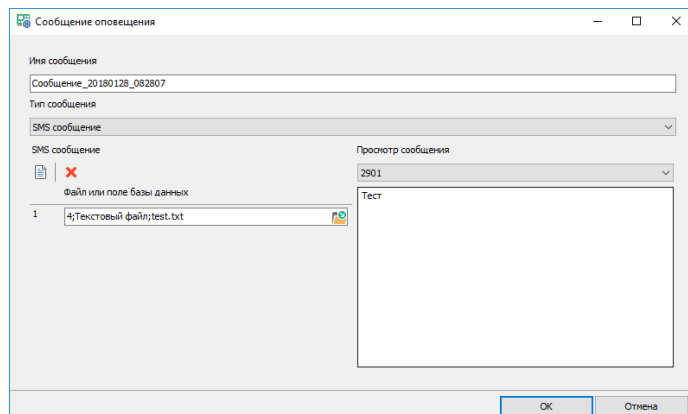 Сообщение оповещения
Имя сообщения
Сообщение_20180128_082807
Тип сообщения
SMS сообщение
SMS сообщение
Просмотр сообщения
2901
Файл или поле базы данных
Тест
1
4;Текстовый файл;test.txt
OK
Отмена